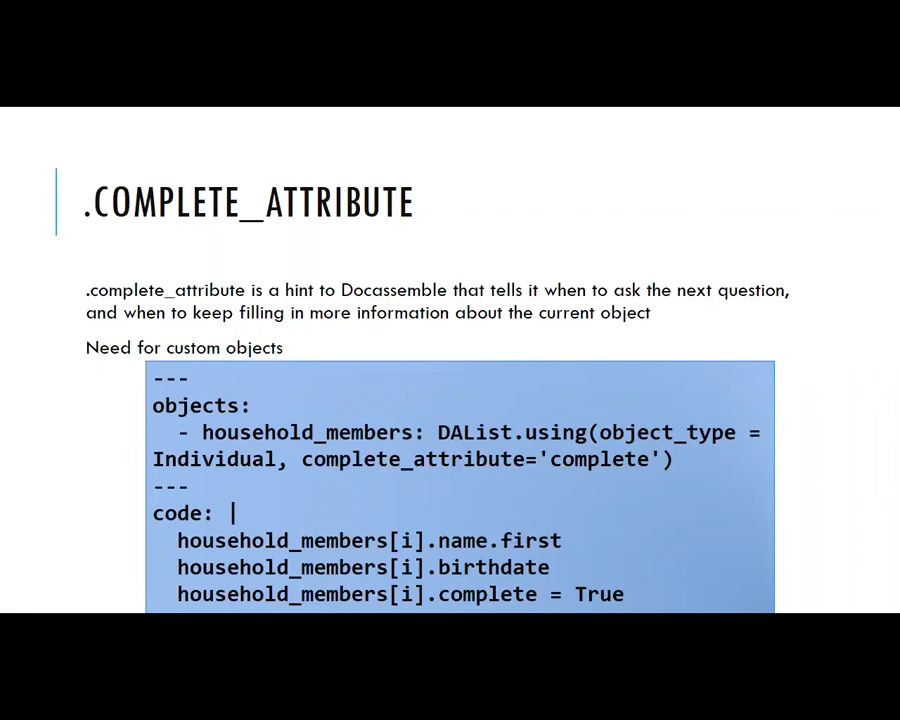 .COMPLETE_ATTRIBUTE
.complete_attribute is a hint to Docassemble that tells it when to ask the next question,
and when to keep filling in more information about the current object
Need for custom objects
---
objects:
  - household_members: DAList.using(object_type =
Individual, complete_attribute='complete')
---
code: |
  household_members[i].name.first
  household_members[i].birthdate
  household_members[i].complete = True